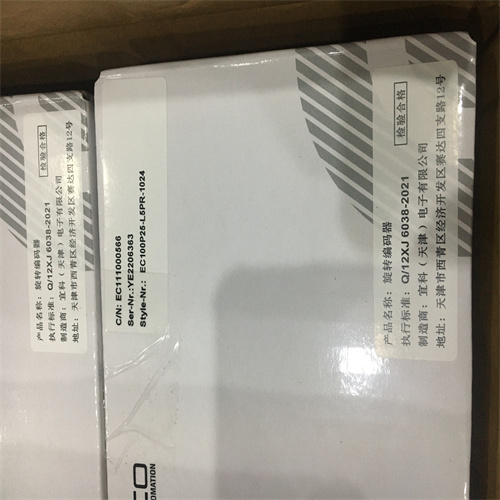 产品名称：旋转编码器
执行标准：Q/12XJ 6038-2021
制造商：宜科（天津）电子有限公司
地址：天津市西青区经济开发区赛达四支路12号
检验合格
C/N: EC111000566
Ser-Nr.:YE2206363
Style-Nr.: EC100P25-L5PR-1024
产品名称：旋转编码器
执行标准：Q/12XJ 6038-2021
制造商：宜科（天津）电子有限公司
地址：天津市西青区经济开发区赛达四支路12号
检验合格